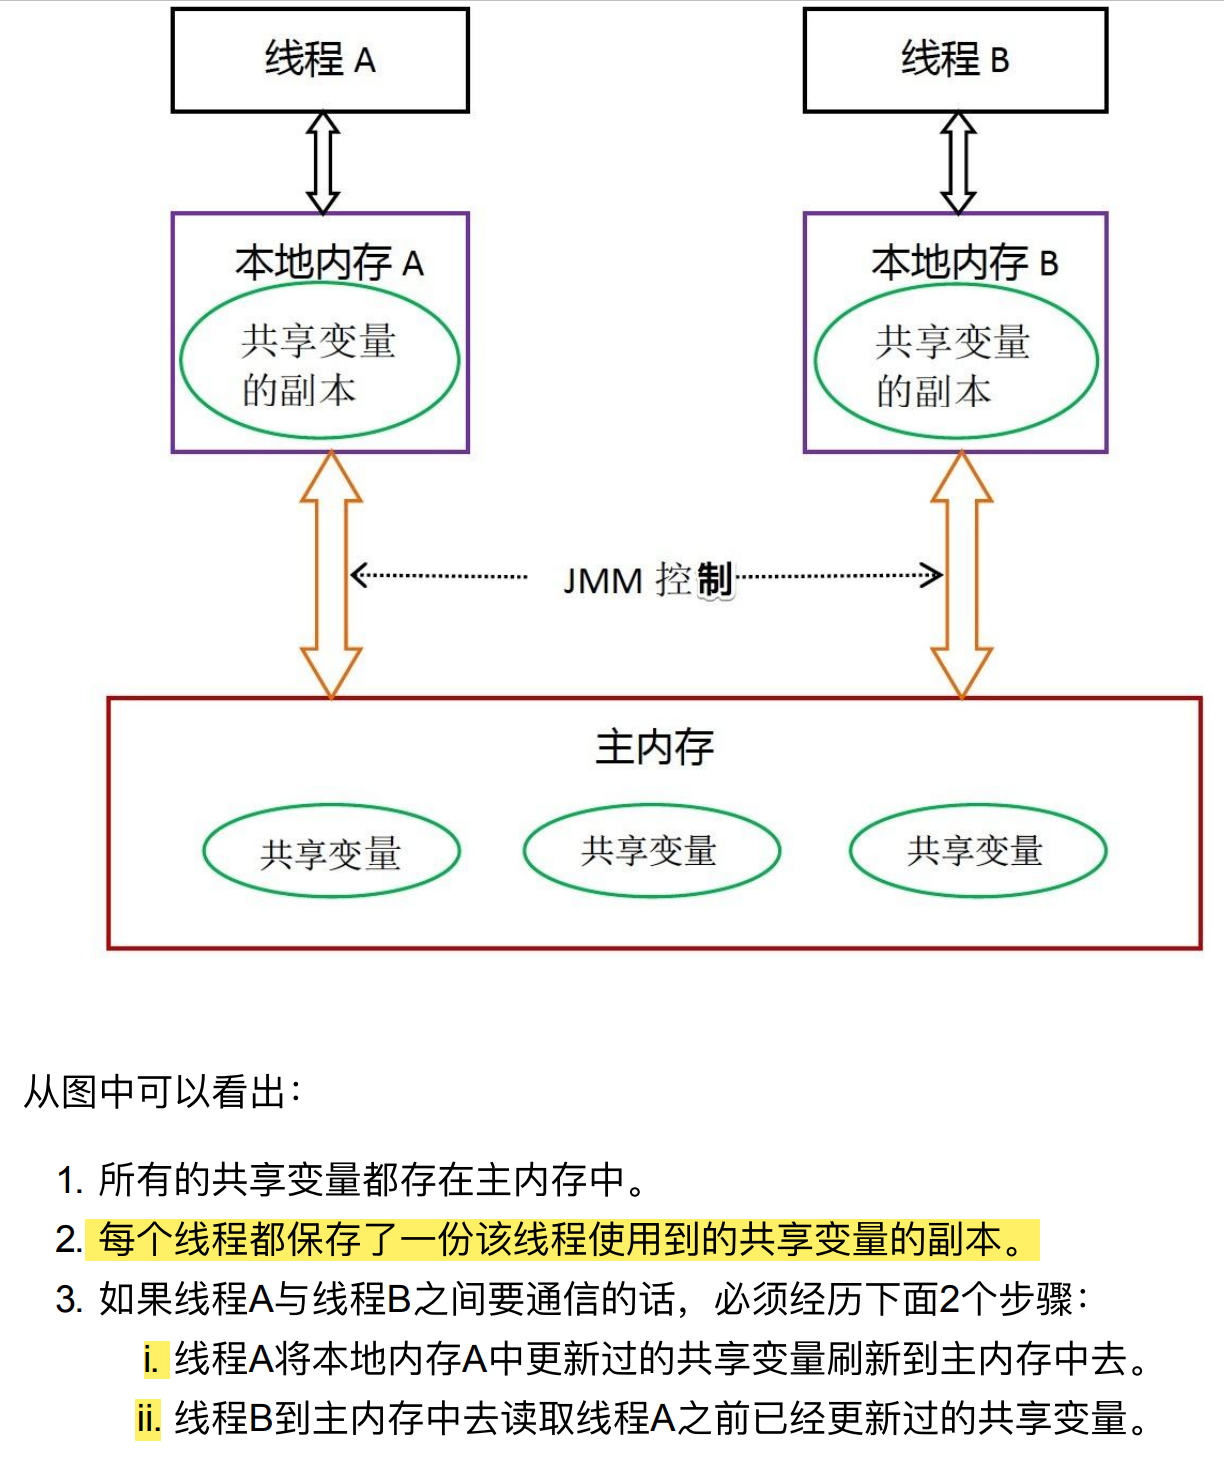 线程 A
线程 B
本地内存 A
本地内存 B
共享变量
的副本
共享变量
的副本
JMM 控制
主内存
共享变量
共享变量
共享变量
从图中可以看出：
1. 所有的共享变量都存在主内存中。
2. 每个线程都保存了一份该线程使用到的共享变量的副本。
3. 如果线程A与线程B之间要通信的话，必须经历下面2个步骤：
i. 线程A将本地内存A中更新过的共享变量刷新到主内存中去。
ii. 线程B到主内存中去读取线程A之前已经更新过的共享变量。